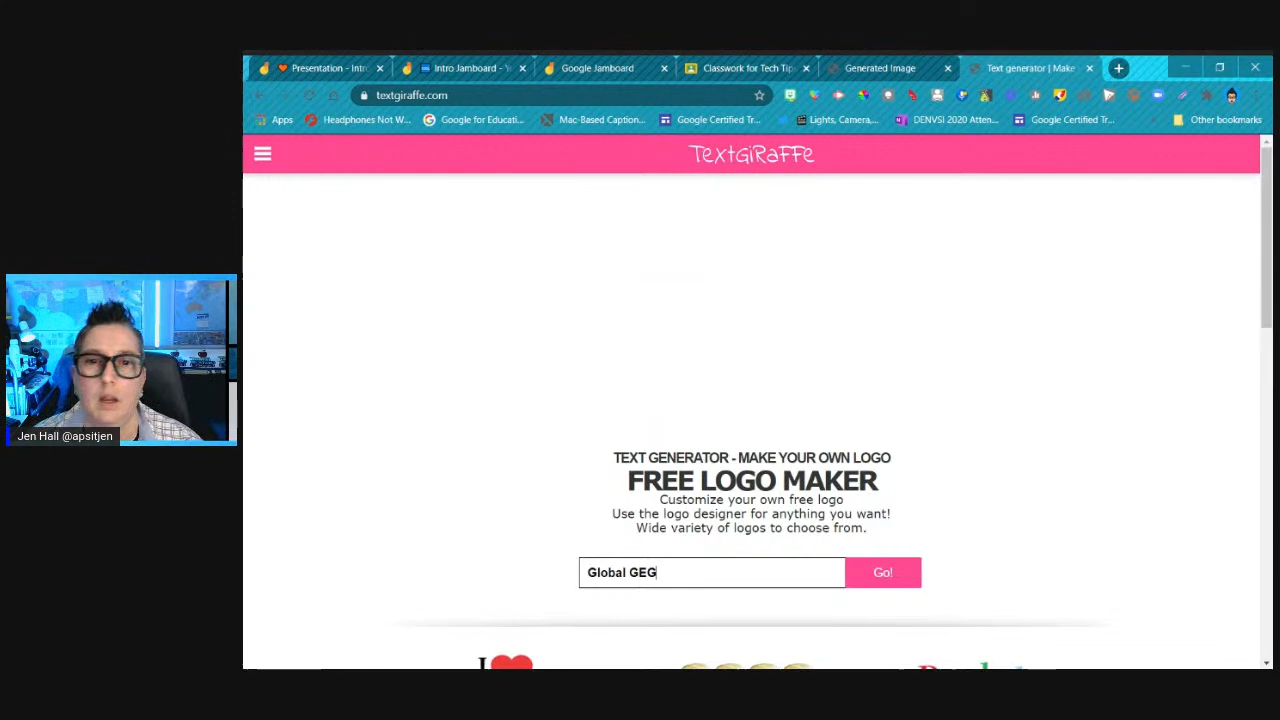 Presentation - Intr
Intro Jamboard - Y
Google Jamboard
Classwork for Tech Tips
Generated Image
Text generator | Make
textgiraffe.com
Apps
Headphones Not W...
Google for Educati...
Mac-Based Caption...
Google Certified Tr...
Lights, Camera,...
DENVSI 2020 Atten...
Google Certified Tr...
Other bookmarks
TextGiRaFFe
TEXT GENERATOR - MAKE YOUR OWN LOGO
FREE LOGO MAKER
Customize your own free logo
Use the logo designer for anything you want!
Wide variety of logos to choose from.
Global GEG
Go!
I
Jen Hall @apsitjen